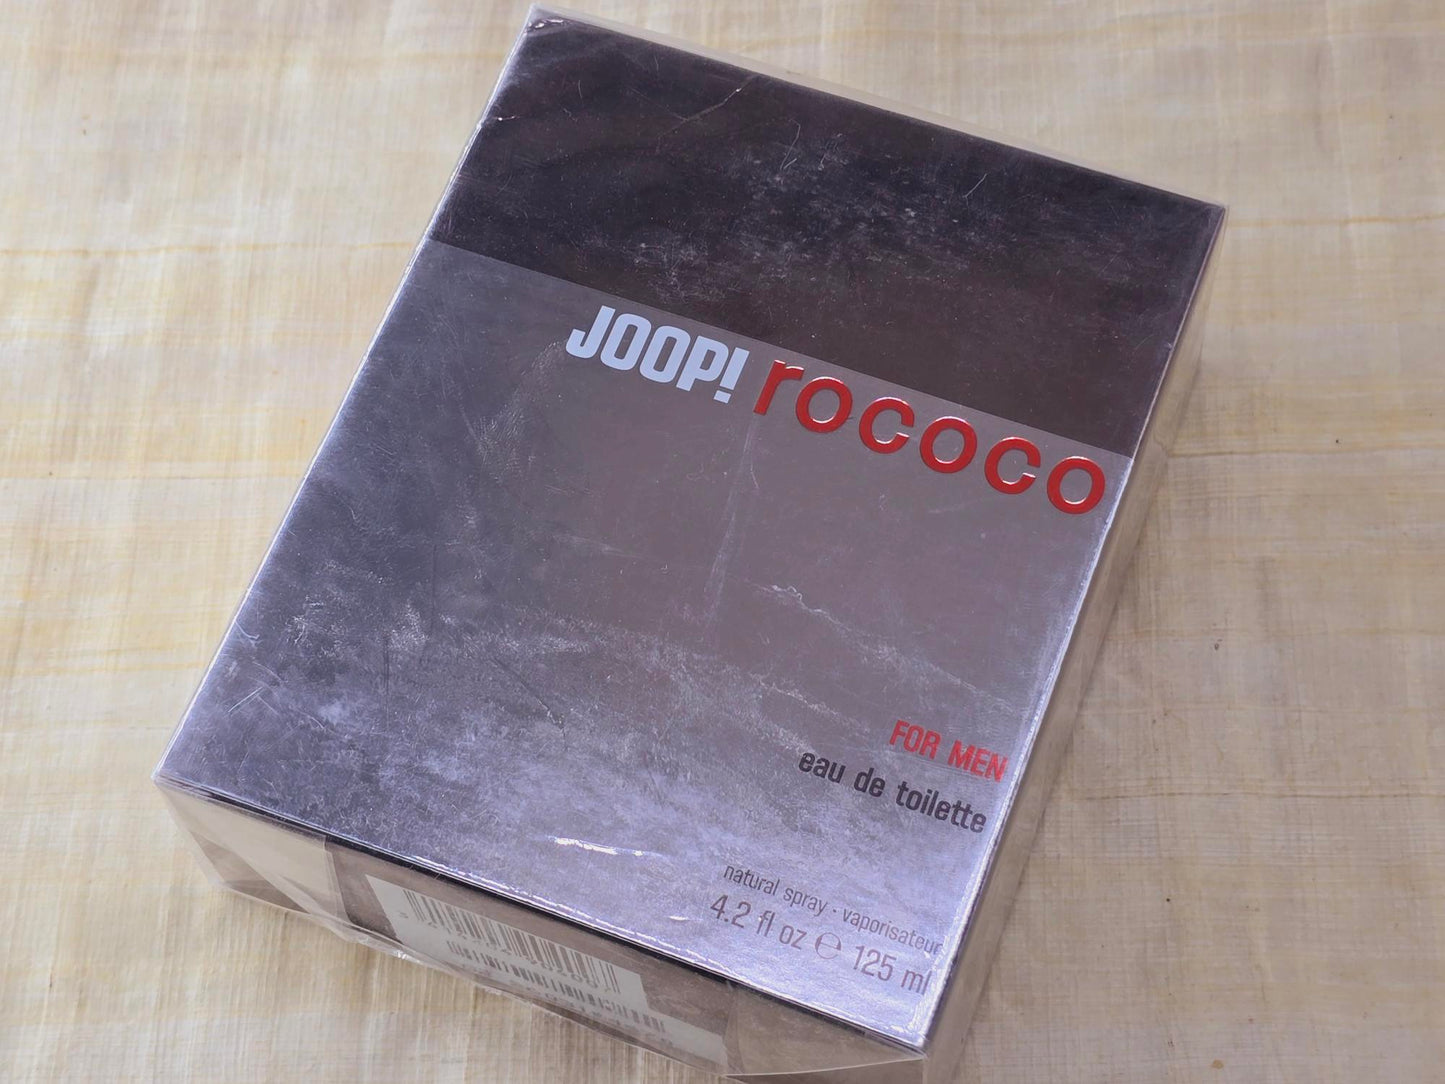 JOOP! rococo
FOR MEN
eau de toilette
natural spray · vaporisateur
4.2 fl oz ℮ 125 ml